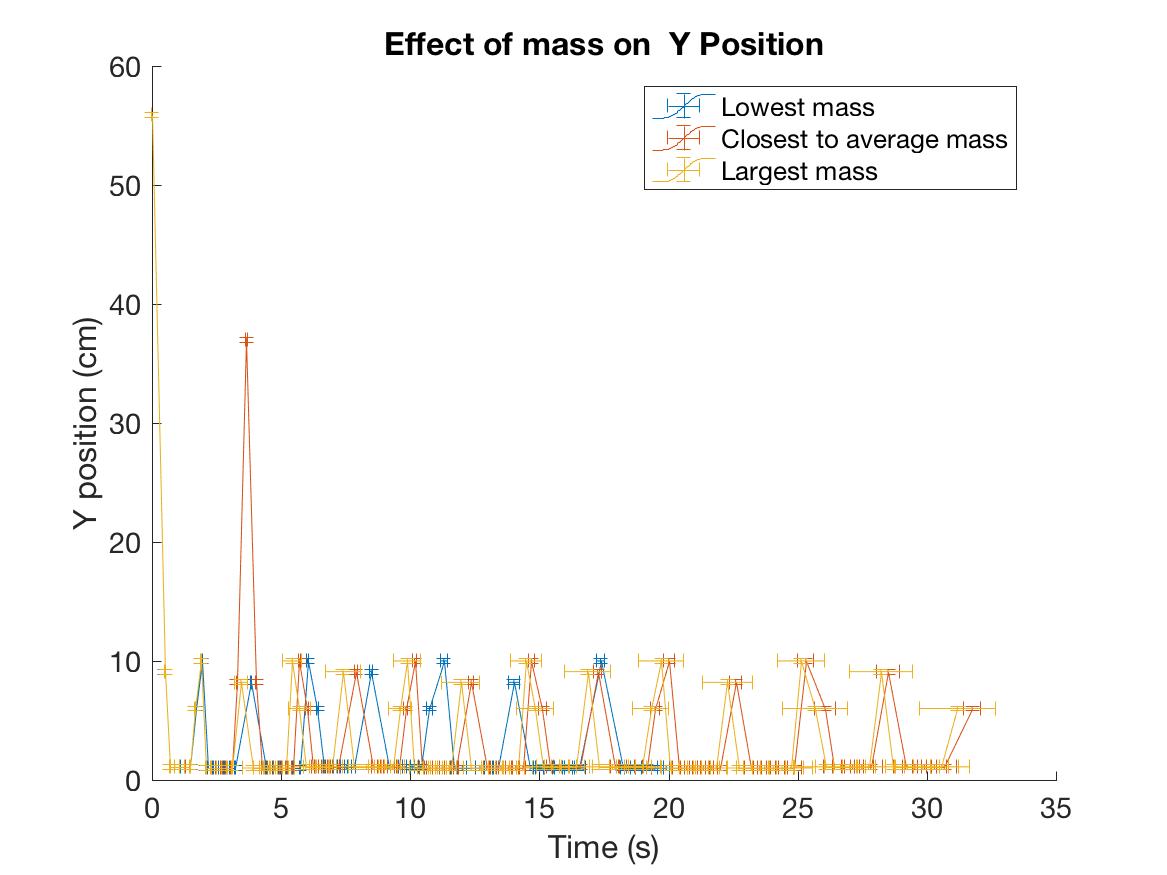 Effect of mass on  Y Position
Lowest mass
Closest to average mass
Largest mass
Y position (cm)
60
50
40
30
20
10
0
0 5 10 15 20 25 30 35
Time (s)